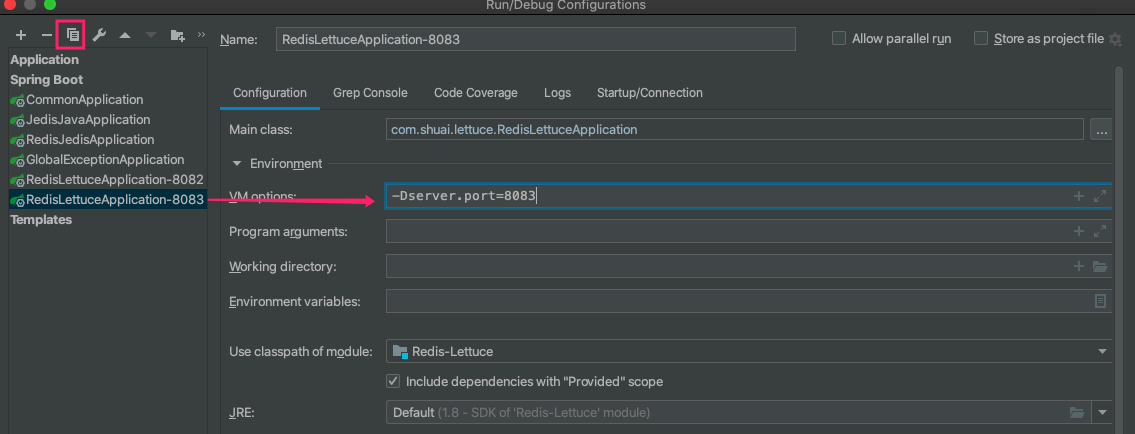 Run/Debug Configurations
Name: RedisLettuceApplication-8083
Allow parallel run
Store as project file
Application
Spring Boot
CommonApplication
JedisJavaApplication
RedisJedisApplication
GlobalExceptionApplication
RedisLettuceApplication-8082
RedisLettuceApplication-8083
Templates
Configuration Grep Console Code Coverage Logs Startup/Connection
Main class: com.shuai.lettuce.RedisLettuceApplication ...
Environment
VM options: -Dserver.port=8083
Program arguments:
Working directory:
Environment variables:
Use classpath of module: Redis-Lettuce
Include dependencies with "Provided" scope
JRE: Default (1.8 - SDK of 'Redis-Lettuce' module)